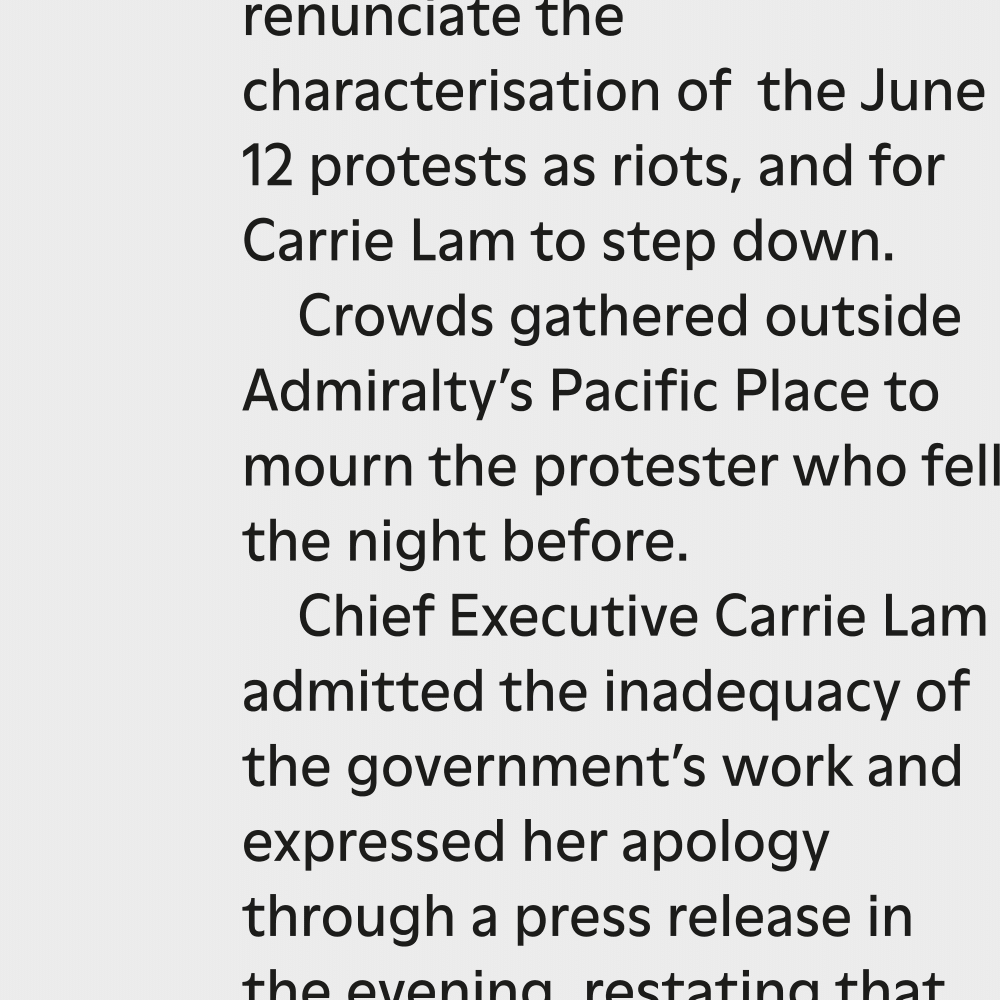 renunciate the
characterisation of  the June
12 protests as riots, and for
Carrie Lam to step down.
Crowds gathered outside
Admiralty’s Pacific Place to
mourn the protester who fell
the night before.
Chief Executive Carrie Lam
admitted the inadequacy of
the government’s work and
expressed her apology
through a press release in
the evening, restating that